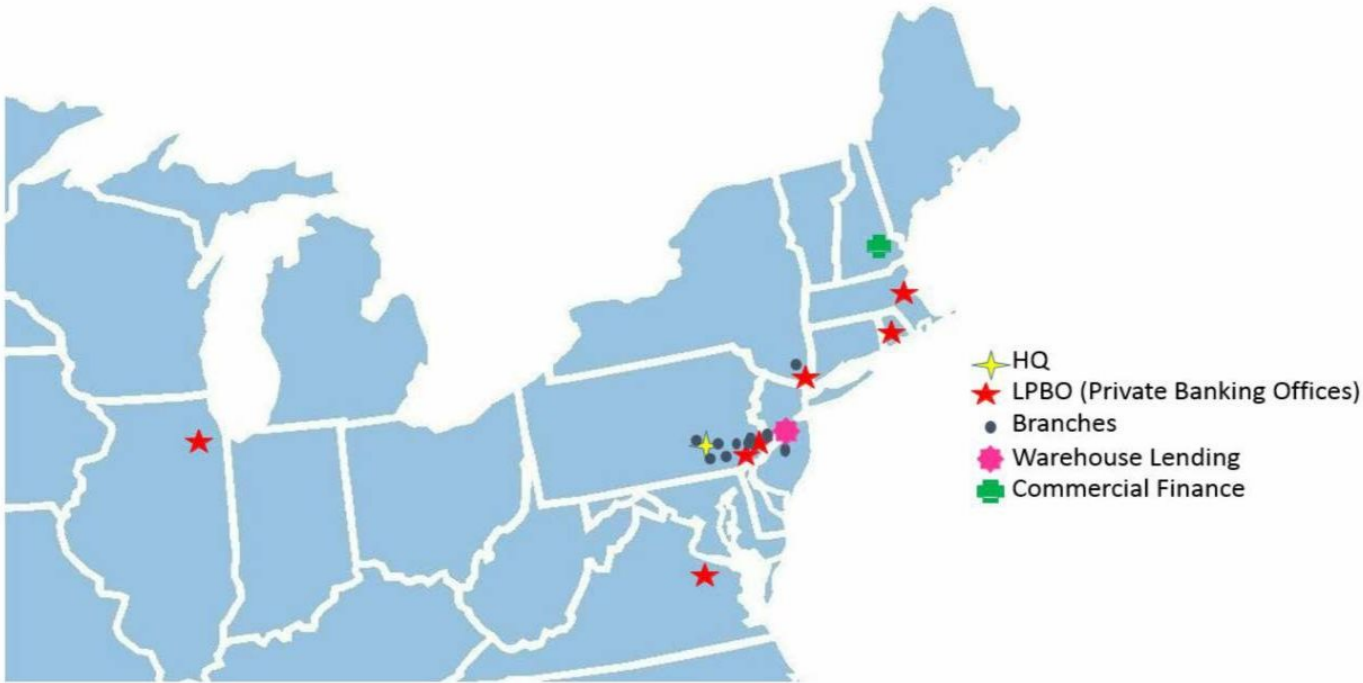 HQ
LPBO (Private Banking Offices)
Branches
Warehouse Lending
Commercial Finance